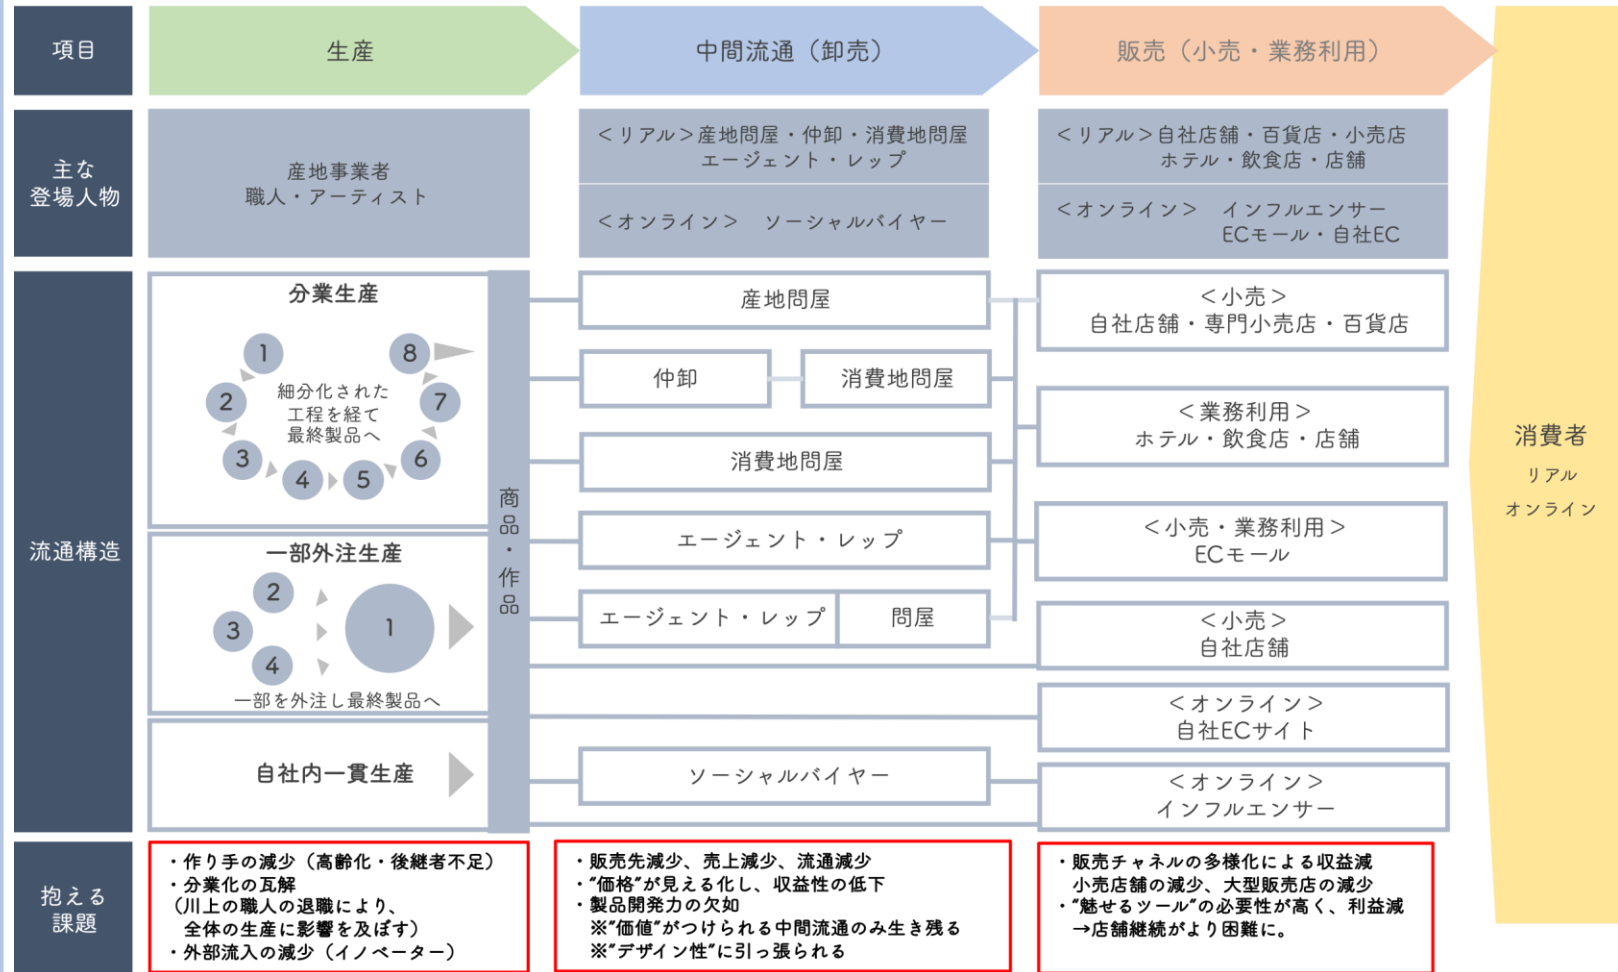 項目
生産
中間流通（卸売）
販売（小売・業務利用）
主な
登場人物
産地事業者
職人・アーティスト
＜リアル＞産地問屋・仲卸・消費地問屋
エージェント・レップ
＜オンライン＞　ソーシャルバイヤー
＜リアル＞自社店舗・百貨店・小売店
ホテル・飲食店・店舗
＜オンライン＞　インフルエンサー
ECモール・自社EC
流通構造
分業生産
1
2
3
4
5
6
7
8
細分化された
工程を経て
最終製品へ
一部外注生産
2
3
4
1
一部を外注し最終製品へ
自社内一貫生産
商品・作品
産地問屋
仲卸
消費地問屋
消費地問屋
エージェント・レップ
エージェント・レップ
問屋
ソーシャルバイヤー
＜小売＞
自社店舗・専門小売店・百貨店
＜業務利用＞
ホテル・飲食店・店舗
＜小売・業務利用＞
ECモール
＜小売＞
自社店舗
＜オンライン＞
自社ECサイト
＜オンライン＞
インフルエンサー
消費者
リアル
オンライン
抱える
課題
・作り手の減少（高齢化・後継者不足）
・分業化の瓦解
（川上の職人の退職により、
全体の生産に影響を及ぼす）
・外部流入の減少（イノベーター）
・販売先減少、売上減少、流通減少
・"価格"が見える化し、収益性の低下
・製品開発力の欠如
※"価値"がつけられる中間流通のみ生き残る
※"デザイン性"に引っ張られる
・販売チャネルの多様化による収益減
小売店舗の減少、大型販売店の減少
・"魅せるツール"の必要性が高く、利益減
→店舗継続がより困難に。